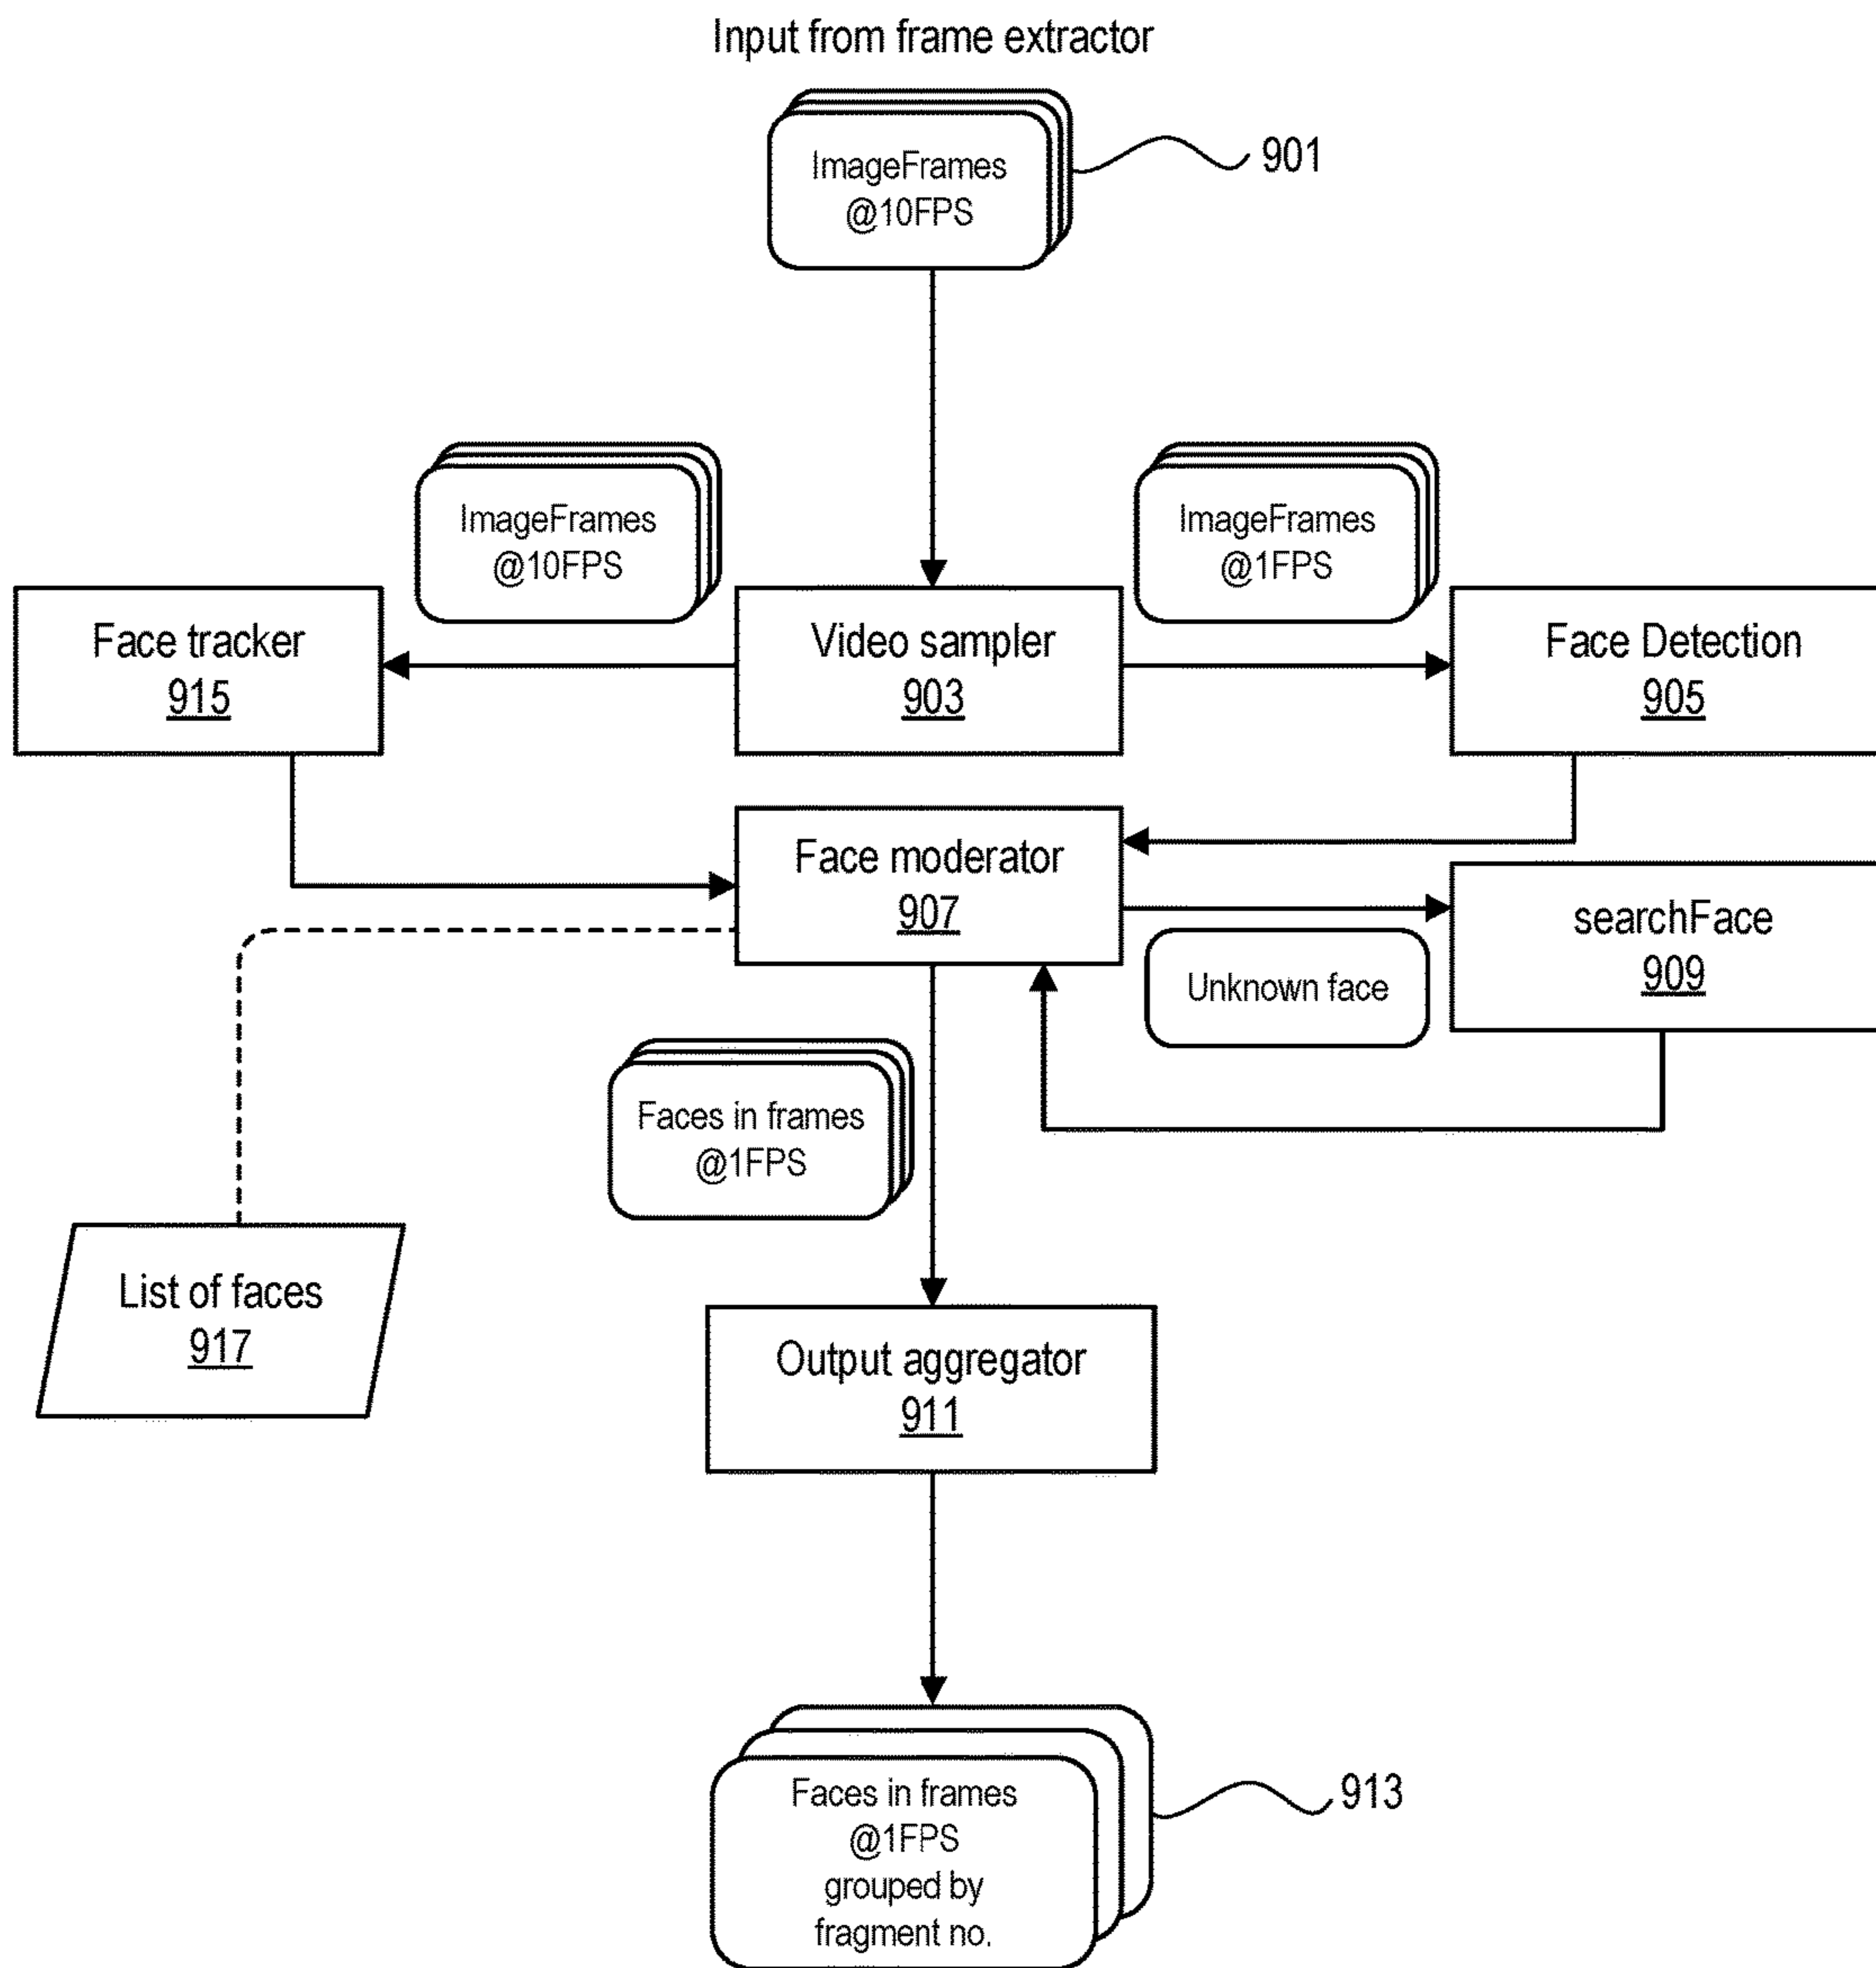 Input from frame extractor
ImageFrames
@10FPS
901
ImageFrames
@10FPS
ImageFrames
@1FPS
Face tracker
915
Video sampler
903
Face Detection
905
Face moderator
907
searchFace
909
Unknown face
Faces in frames
@1FPS
List of faces
917
Output aggregator
911
Faces in frames
@1FPS
grouped by
fragment no.
913